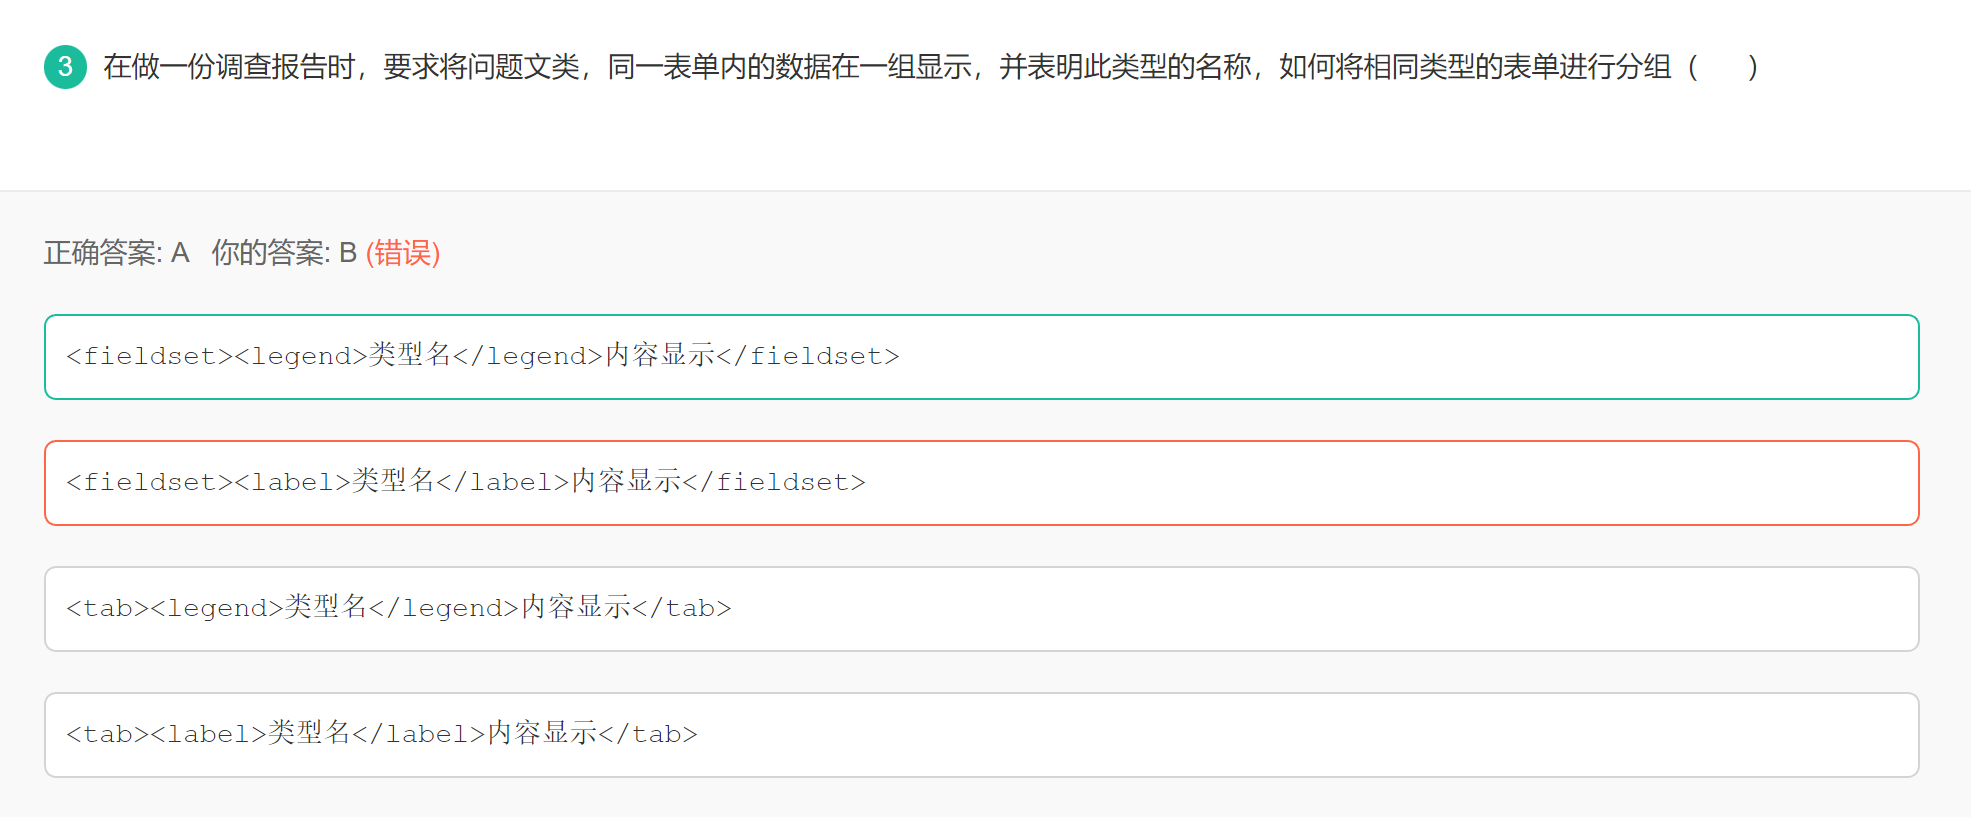 3 在做一份调查报告时，要求将问题文类，同一表单内的数据在一组显示，并表明此类型的名称，如何将相同类型的表单进行分组（　　）
正确答案: A 你的答案: B (错误)
<fieldset><legend>类型名</legend>内容显示</fieldset>
<fieldset><label>类型名</label>内容显示</fieldset>
<tab><legend>类型名</legend>内容显示</tab>
<tab><label>类型名</label>内容显示</tab>